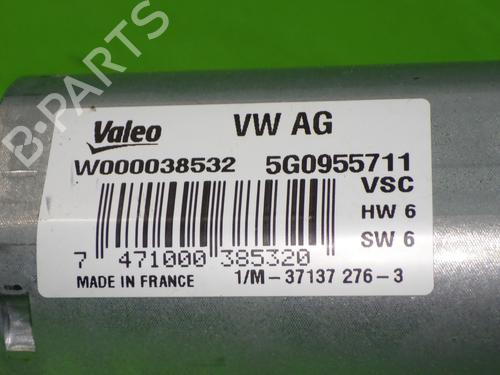 B-PARTS
Valeo VW AG
W000038532 5G0955711
VSC
HW 6
SW 6
7 471000 385320
MADE IN FRANCE 1/M-37137 276-3